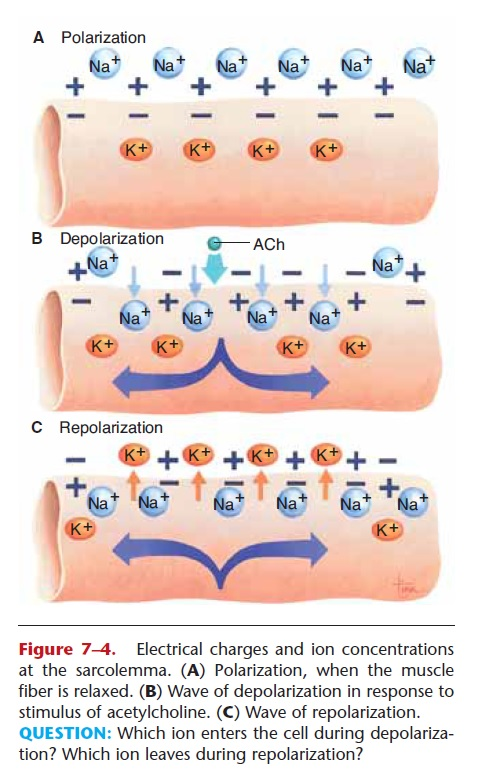 A Polarization
Na+ Na+ Na+ Na+ Na+ Na+
+ + + + + +
− − − − − −
K+ K+ K+ K+
B Depolarization
ACh
Na+ Na+
+ − − − − +
− + + + + −
Na+ Na+ Na+ Na+
K+ K+ K+ K+
C Repolarization
K+ K+ K+ K+
− + + + + −
+ − − − − +
Na+ Na+ Na+ Na+ Na+ Na+
K+ K+
Figure 7–4. Electrical charges and ion concentrations
at the sarcolemma. (A) Polarization, when the muscle
fiber is relaxed. (B) Wave of depolarization in response to
stimulus of acetylcholine. (C) Wave of repolarization.
QUESTION: Which ion enters the cell during depolariza-
tion? Which ion leaves during repolarization?